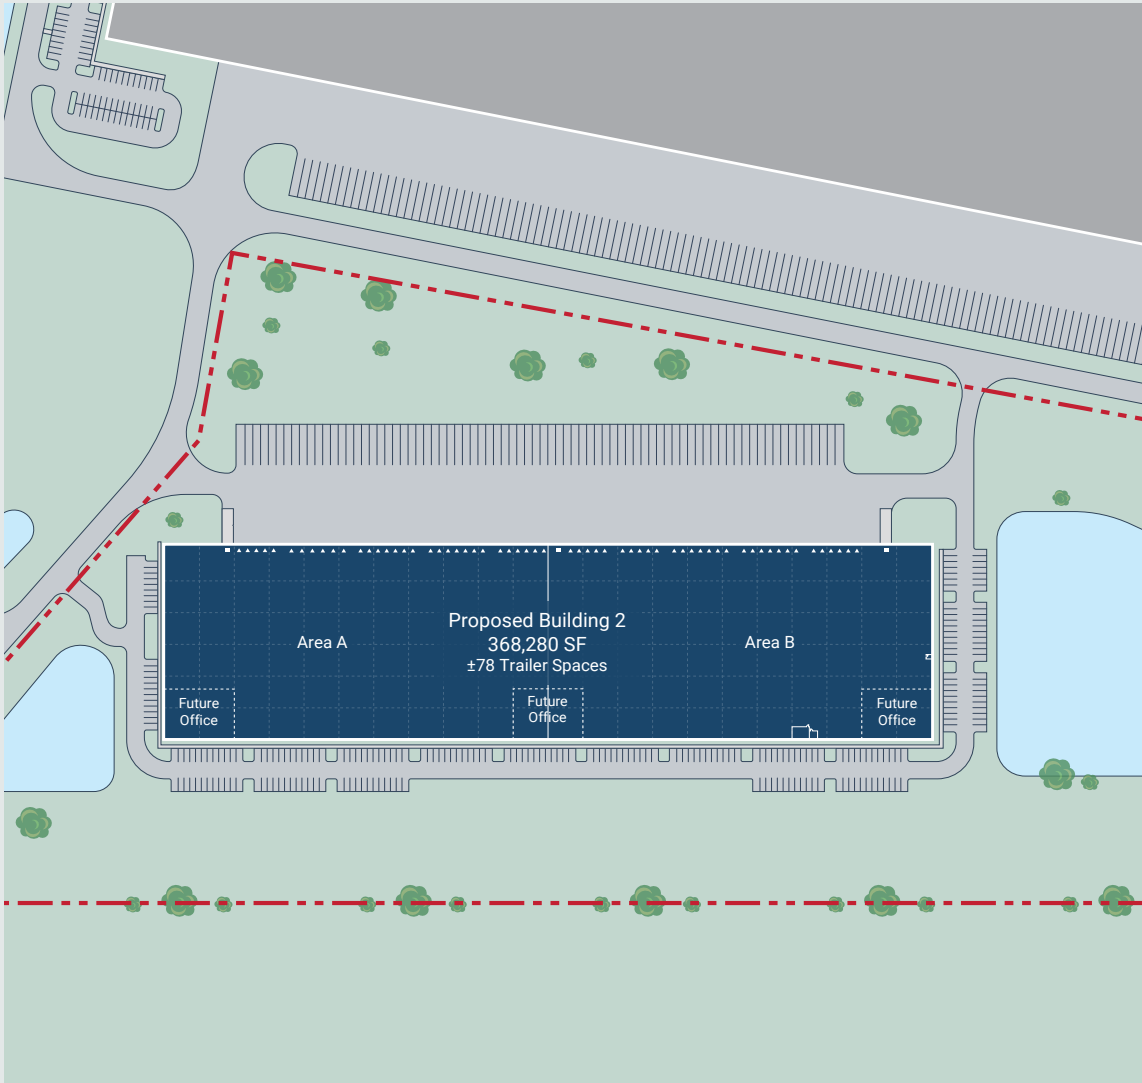 Proposed Building 2
368,280 SF
±78 Trailer Spaces
Area A
Area B
Future
Office
Future
Office
Future
Office